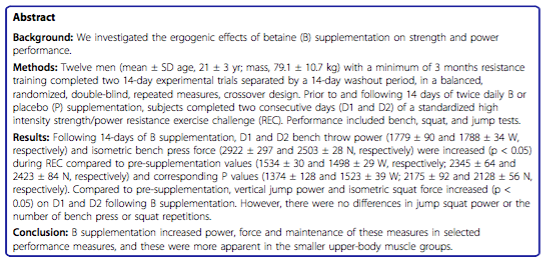 Abstract
Background: We investigated the ergogenic effects of betaine (B) supplementation on strength and power
performance.
Methods: Twelve men (mean ± SD age, 21 ± 3 yr; mass, 79.1 ± 10.7 kg) with a minimum of 3 months resistance
training completed two 14-day experimental trials separated by a 14-day washout period, in a balanced,
randomized, double-blind, repeated measures, crossover design. Prior to and following 14 days of twice daily B or
placebo (P) supplementation, subjects completed two consecutive days (D1 and D2) of a standardized high
intensity strength/power resistance exercise challenge (REC). Performance included bench, squat, and jump tests.
Results: Following 14-days of B supplementation, D1 and D2 bench throw power (1779 ± 90 and 1788 ± 34 W,
respectively) and isometric bench press force (2922 ± 297 and 2503 ± 28 N, respectively) were increased (p < 0.05)
during REC compared to pre-supplementation values (1534 ± 30 and 1498 ± 29 W, respectively; 2345 ± 64 and
2423 ± 84 N, respectively) and corresponding P values (1374 ± 128 and 1523 ± 39 W; 2175 ± 92 and 2128 ± 56 N,
respectively). Compared to pre-supplementation, vertical jump power and isometric squat force increased (p <
0.05) on D1 and D2 following B supplementation. However, there were no differences in jump squat power or the
number of bench press or squat repetitions.
Conclusion: B supplementation increased power, force and maintenance of these measures in selected
performance measures, and these were more apparent in the smaller upper-body muscle groups.